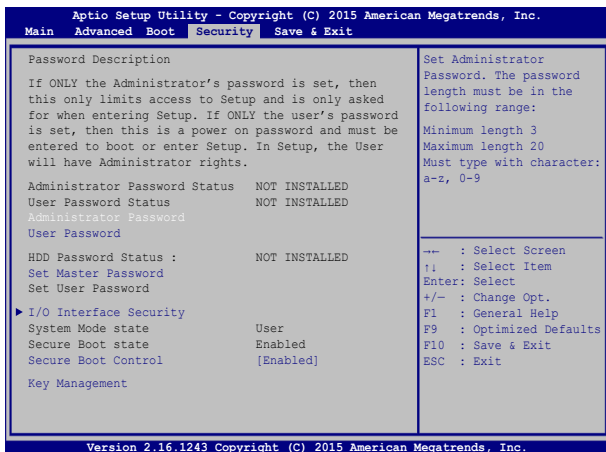 Aptio Setup Utility - Copyright (C) 2015 American Megatrends, Inc.
Main Advanced Boot Security Save & Exit
Password Description
If ONLY the Administrator's password is set, then
this only limits access to Setup and is only asked
for when entering Setup. If ONLY the user's password
is set, then this is a power on password and must be
entered to boot or enter Setup. In Setup, the User
will have Administrator rights.
Administrator Password Status NOT INSTALLED
User Password Status NOT INSTALLED
Administrator Password
User Password
HDD Password Status : NOT INSTALLED
Set Master Password
Set User Password
I/O Interface Security
System Mode state User
Secure Boot state Enabled
Secure Boot Control [Enabled]
Key Management
Set Administrator
Password. The password
length must be in the
following range:
Minimum length 3
Maximum length 20
Must type with character:
a-z, 0-9
→← : Select Screen
↑↓ : Select Item
Enter: Select
+/— : Change Opt.
F1 : General Help
F9 : Optimized Defaults
F10 : Save & Exit
ESC : Exit
Version 2.16.1243 Copyright (C) 2015 American Megatrends, Inc.